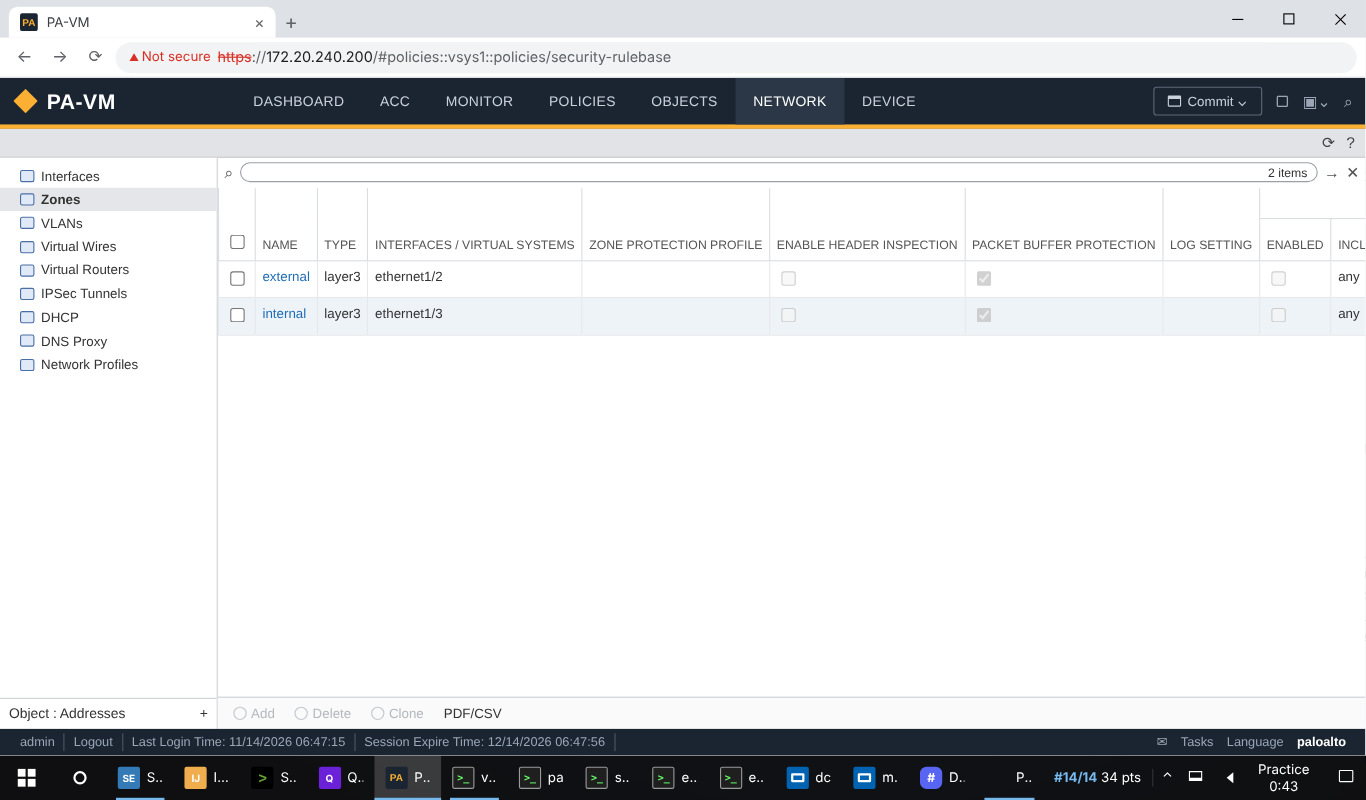 PA PA-VM × +
Not secure https://172.20.240.200/#policies::vsys1::policies/security-rulebase
PA-VM DASHBOARD ACC MONITOR POLICIES OBJECTS NETWORK DEVICE Commit
?
Interfaces
Zones
VLANs
Virtual Wires
Virtual Routers
IPSec Tunnels
DHCP
DNS Proxy
Network Profiles
Object : Addresses +
2 items → ✕
NAME TYPE INTERFACES / VIRTUAL SYSTEMS ZONE PROTECTION PROFILE ENABLE HEADER INSPECTION PACKET BUFFER PROTECTION LOG SETTING ENABLED INCL
external layer3 ethernet1/2 any
internal layer3 ethernet1/3 any
Add Delete Clone PDF/CSV
admin Logout Last Login Time: 11/14/2026 06:47:15 Session Expire Time: 12/14/2026 06:47:56 Tasks Language paloalto
SE S.. IJ I... > S.. Q Q.. PA P.. >_ v.. >_ pa >_ s.. >_ e.. >_ e.. dc m. # D.. P.. #14/14 34 pts Practice
0:43